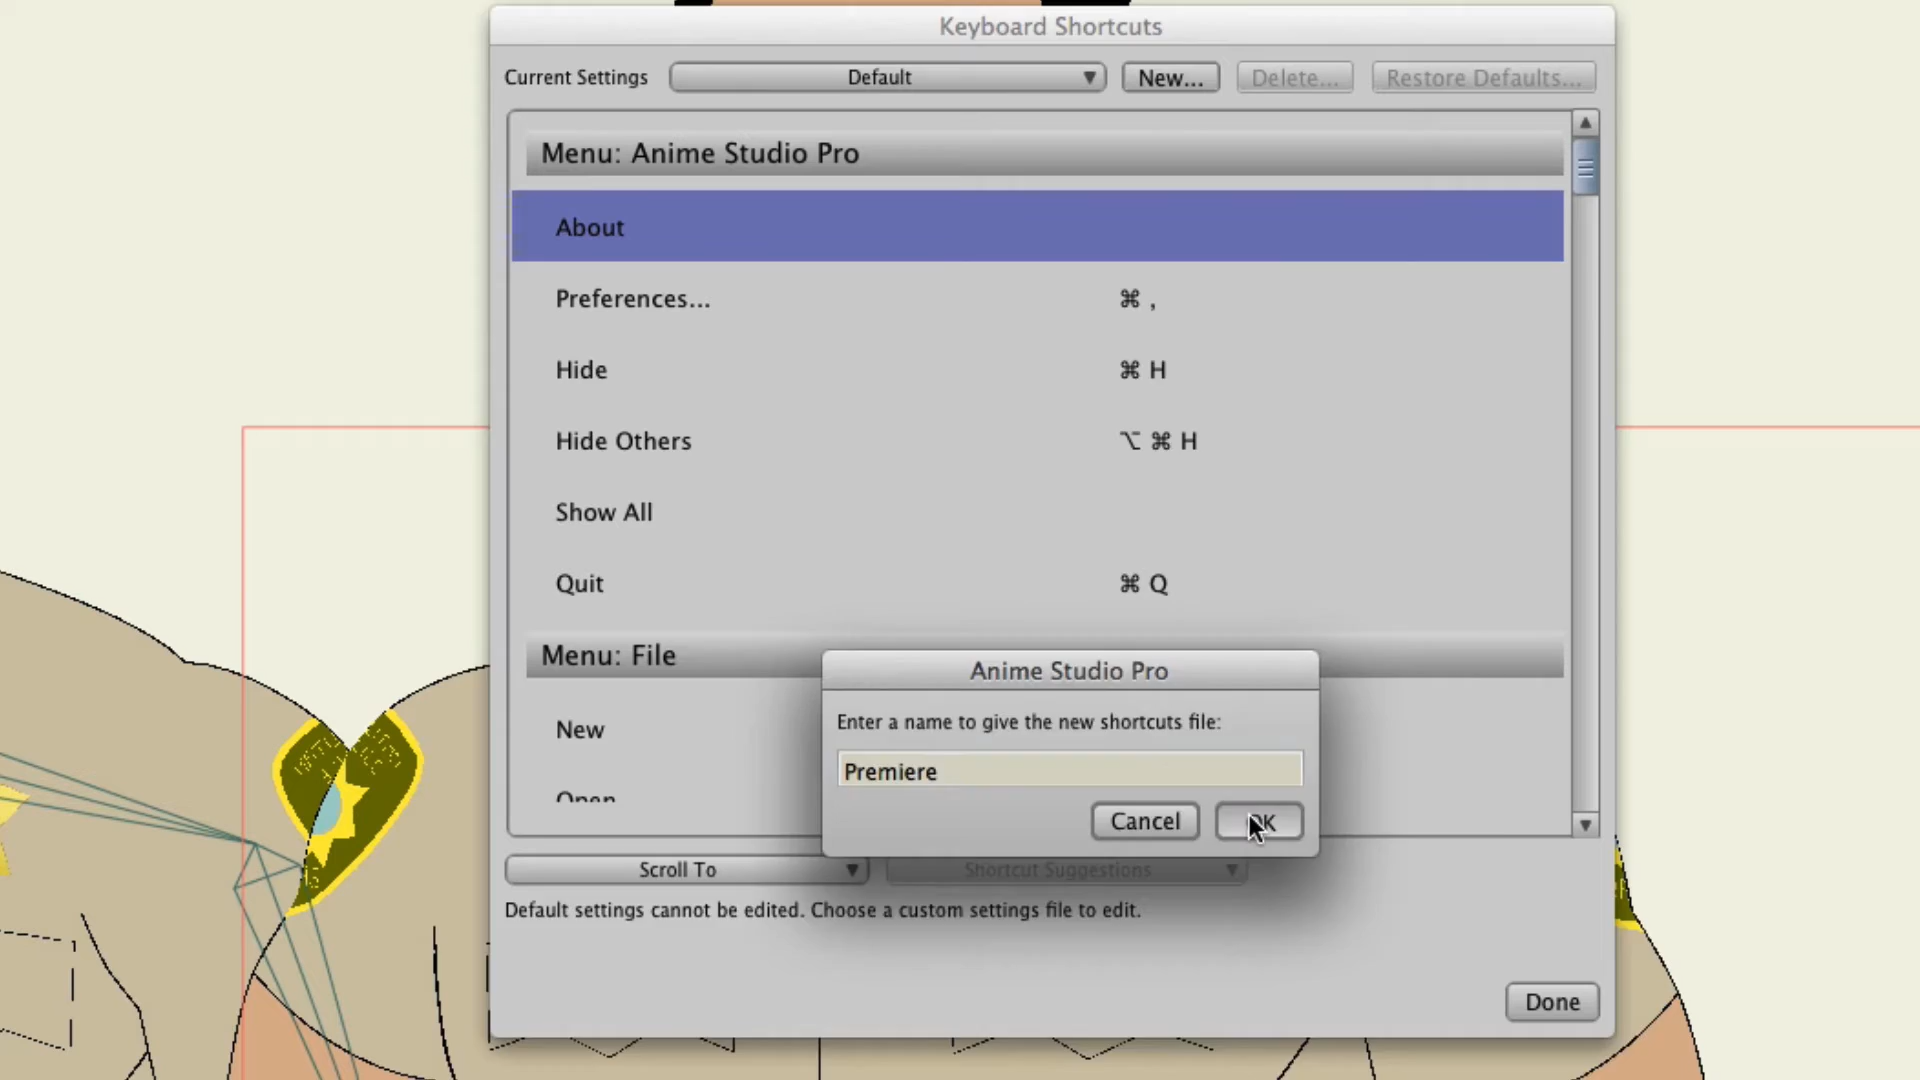 Keyboard Shortcuts
Current Settings Default New... Delete... Restore Defaults...
Menu: Anime Studio Pro
About
Preferences... ⌘ ,
Hide ⌘ H
Hide Others ⌥ ⌘ H
Show All
Quit ⌘ Q
Menu: File
New
Open
Anime Studio Pro
Enter a name to give the new shortcuts file:
Premiere
Cancel OK
Scroll To Shortcut Suggestions
Default settings cannot be edited. Choose a custom settings file to edit.
Done